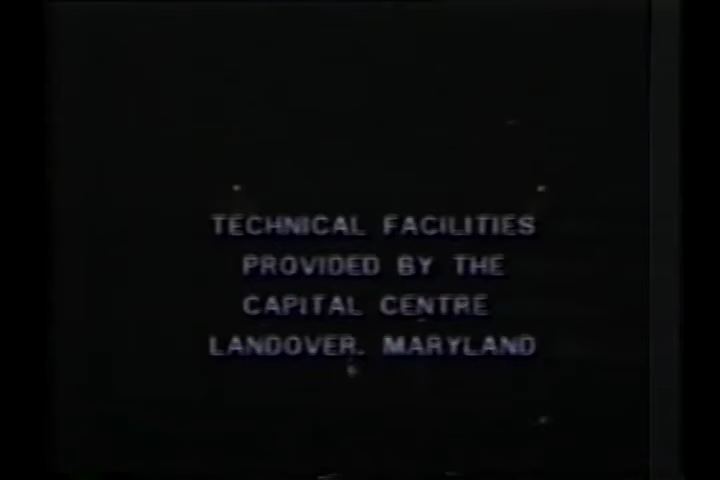 TECHNICAL FACILITIES
PROVIDED BY THE
CAPITAL CENTRE
LANDOVER, MARYLAND